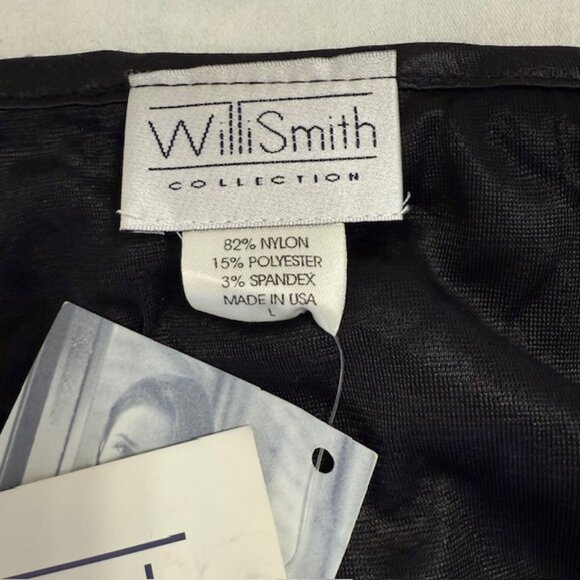 WilliSmith
COLLECTION
82% NYLON
15% POLYESTER
3% SPANDEX
MADE IN USA
L